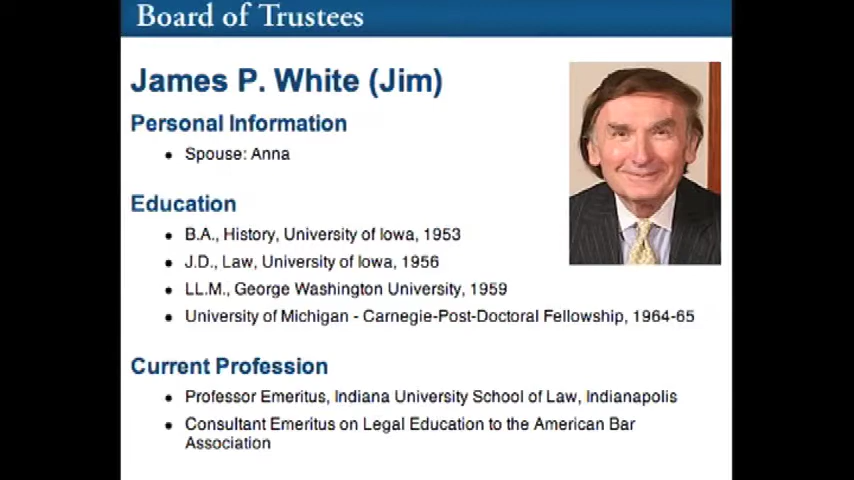 Board of Trustees
James P. White (Jim)
Personal Information
• Spouse: Anna
Education
• B.A., History, University of Iowa, 1953
• J.D., Law, University of Iowa, 1956
• LL.M., George Washington University, 1959
• University of Michigan - Carnegie-Post-Doctoral Fellowship, 1964-65
Current Profession
• Professor Emeritus, Indiana University School of Law, Indianapolis
• Consultant Emeritus on Legal Education to the American Bar
Association